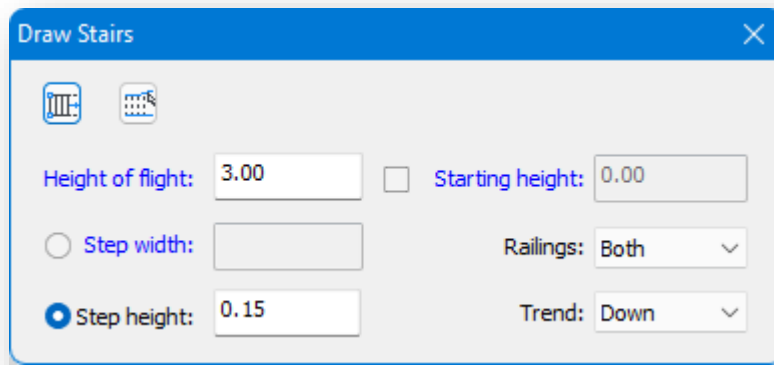 Draw Stairs
Height of flight: 3.00 Starting height: 0.00
Step width: Railings: Both
Step height: 0.15 Trend: Down